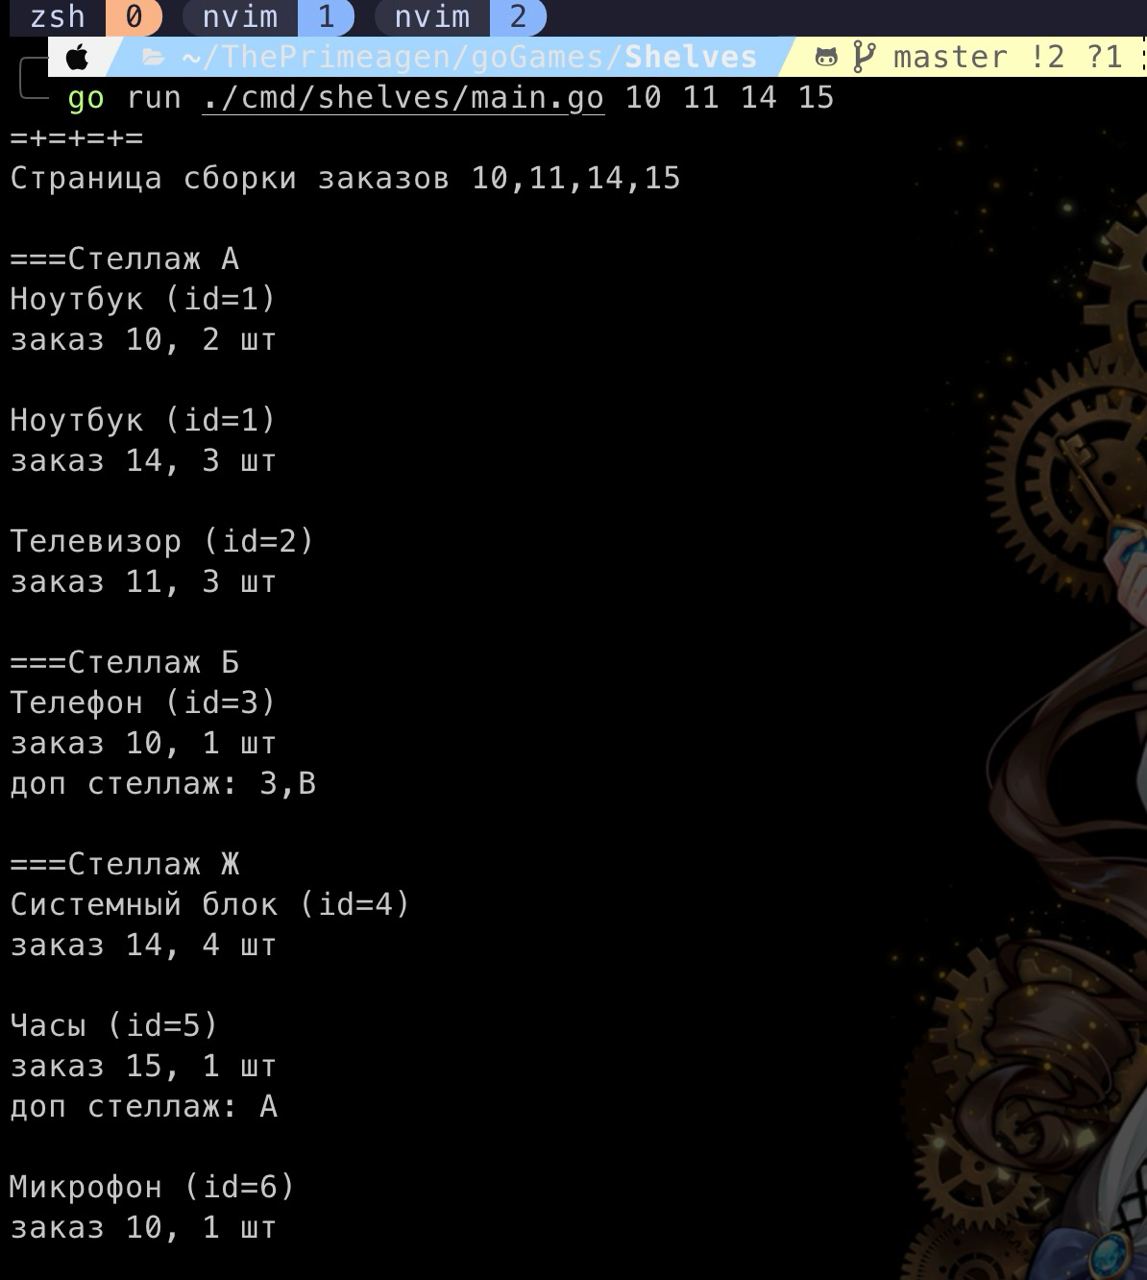 zsh 0 nvim 1 nvim 2
~/ThePrimeagen/goGames/Shelves master !2 ?1
go run ./cmd/shelves/main.go 10 11 14 15
=+=+=+=
Страница сборки заказов 10,11,14,15
===Стеллаж А
Ноутбук (id=1)
заказ 10, 2 шт
Ноутбук (id=1)
заказ 14, 3 шт
Телевизор (id=2)
заказ 11, 3 шт
===Стеллаж Б
Телефон (id=3)
заказ 10, 1 шт
доп стеллаж: З,В
===Стеллаж Ж
Системный блок (id=4)
заказ 14, 4 шт
Часы (id=5)
заказ 15, 1 шт
доп стеллаж: А
Микрофон (id=6)
заказ 10, 1 шт